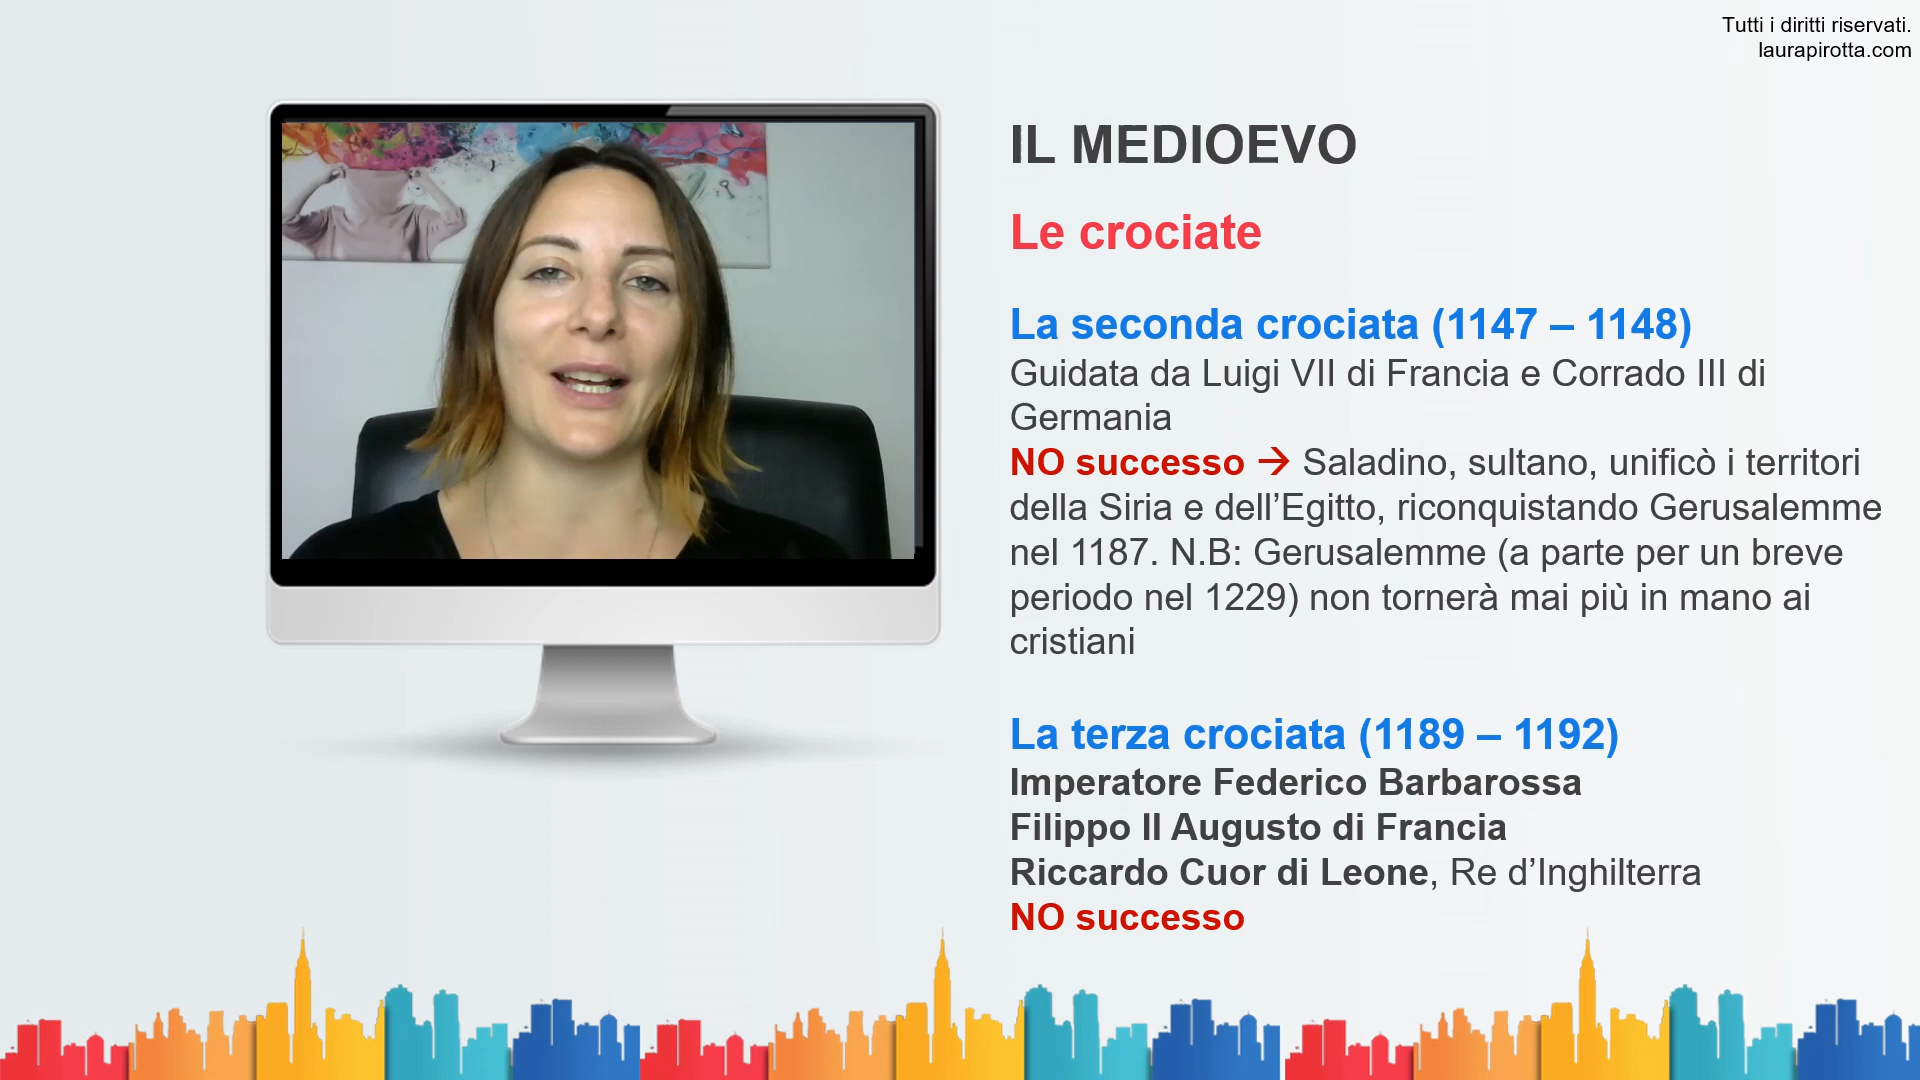 Tutti i diritti riservati.
laurapirotta.com
IL MEDIOEVO
Le crociate
La seconda crociata (1147 – 1148)
Guidata da Luigi VII di Francia e Corrado III di
Germania
NO successo → Saladino, sultano, unificò i territori
della Siria e dell’Egitto, riconquistando Gerusalemme
nel 1187. N.B: Gerusalemme (a parte per un breve
periodo nel 1229) non tornerà mai più in mano ai
cristiani
La terza crociata (1189 – 1192)
Imperatore Federico Barbarossa
Filippo II Augusto di Francia
Riccardo Cuor di Leone, Re d’Inghilterra
NO successo